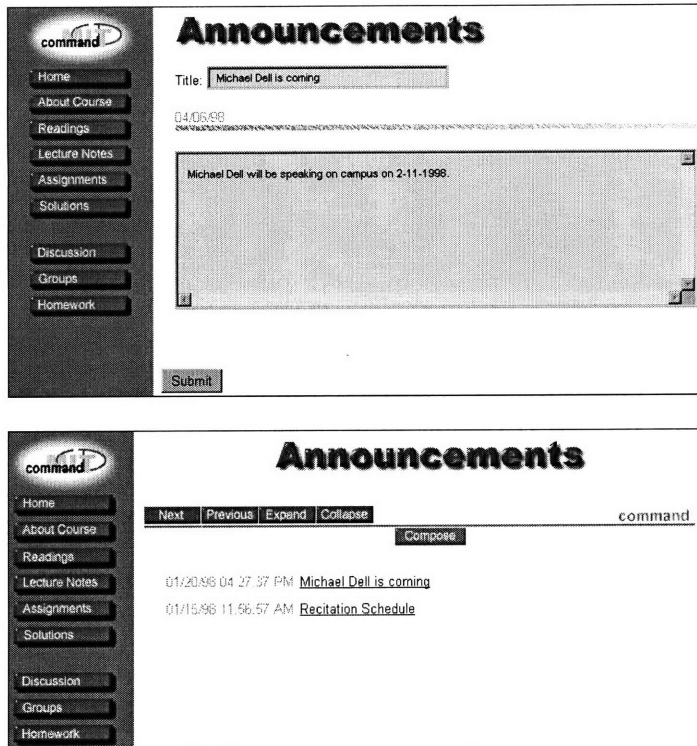 command
Announcements
Home
Title: Michael Dell is coming
About Course
04/06/98
Readings
Lecture Notes
Assignments
Michael Dell will be speaking on campus on 2-11-1998.
Solutions
Discussion
Groups
Homework
Submit
command
Announcements
Home
Next Previous Expand Collapse command
About Course
Compose
Readings
Lecture Notes
01/20/98 04:27:37 PM Michael Dell is coming
Assignments
01/15/98 11:56:57 AM Recitation Schedule
Solutions
Discussion
Groups
Homework